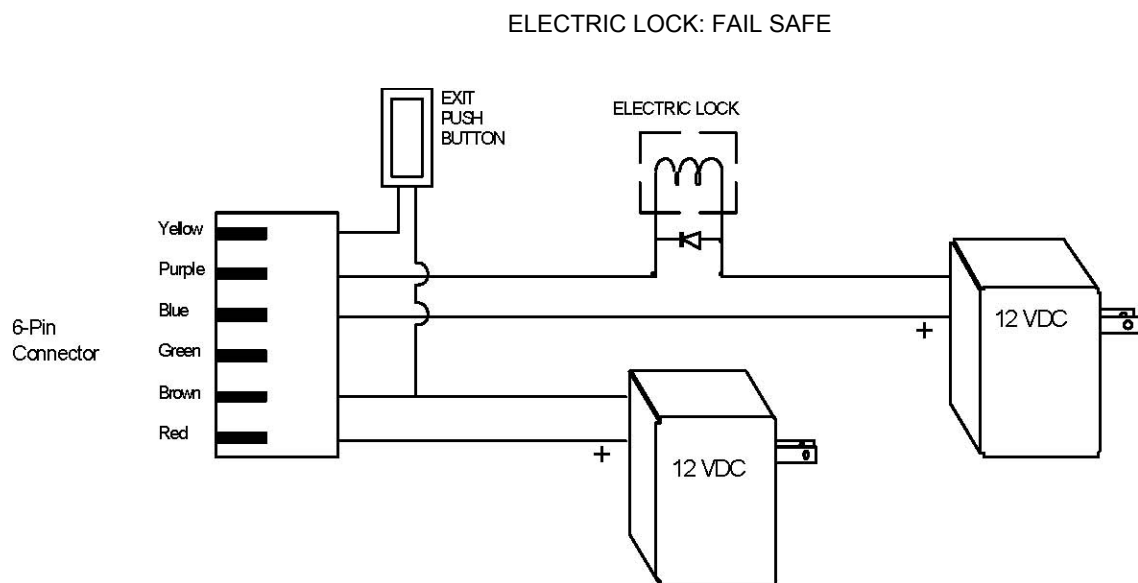 ELECTRIC LOCK: FAIL SAFE
EXIT
PUSH
BUTTON
ELECTRIC LOCK
Yellow
Purple
Blue
Green
Brown
Red
6-Pin
Connector
+
12 VDC
+
12 VDC